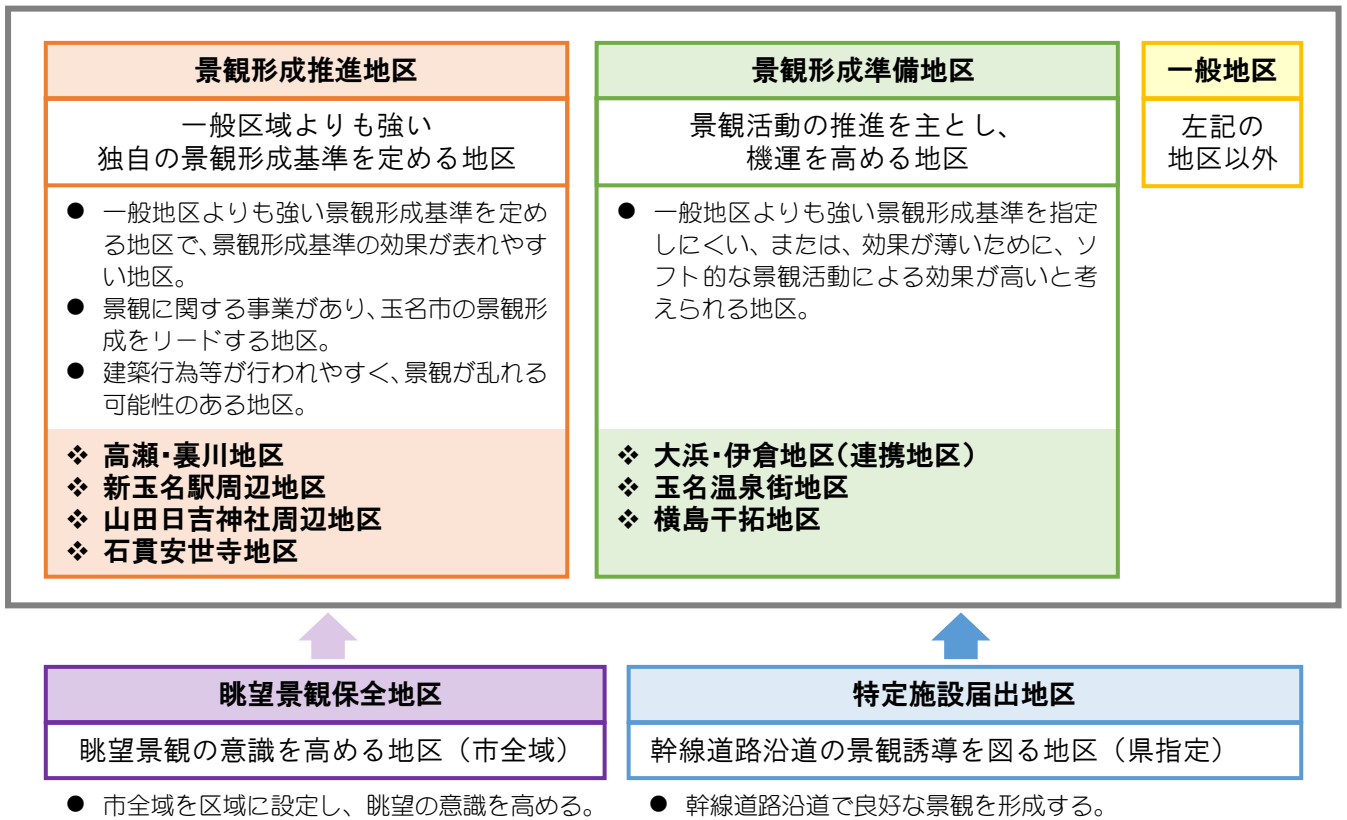 景観形成推進地区
一般区域よりも強い
独自の景観形成基準を定める地区
● 一般地区よりも強い景観形成基準を定め
る地区で、景観形成基準の効果が表れやす
い地区。
● 景観に関する事業があり、玉名市の景観形
成をリードする地区。
● 建築行為等が行われやすく、景観が乱れる
可能性のある地区。
❖ 高瀬・裏川地区
❖ 新玉名駅周辺地区
❖ 山田日吉神社周辺地区
❖ 石貫安世寺地区
景観形成準備地区
景観活動の推進を主とし、
機運を高める地区
● 一般地区よりも強い景観形成基準を指定
しにくい、または、効果が薄いために、ソ
フト的な景観活動による効果が高いと考
えられる地区。
❖ 大浜・伊倉地区（連携地区）
❖ 玉名温泉街地区
❖ 横島干拓地区
一般地区
左記の
地区以外
眺望景観保全地区
眺望景観の意識を高める地区（市全域）
● 市全域を区域に設定し、眺望の意識を高める。
特定施設届出地区
幹線道路沿道の景観誘導を図る地区（県指定）
● 幹線道路沿道で良好な景観を形成する。